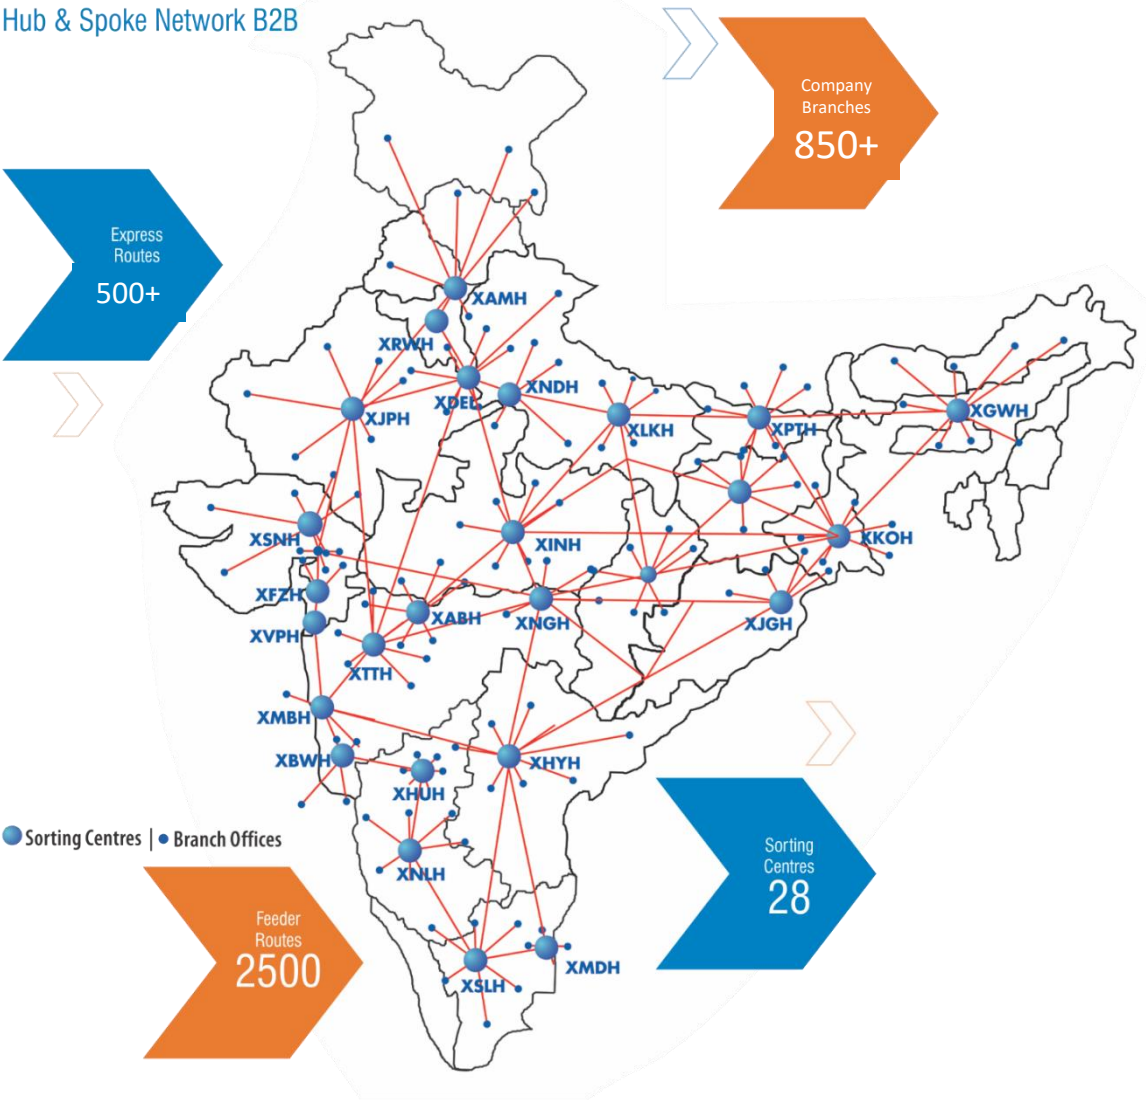 Hub & Spoke Network B2B
Company
Branches
850+
Express
Routes
500+
XAMH
XRWH
XNDH
XDEL
XJPH
XLKH
XPTH
XGWH
XSNH
XINH
XKOH
XFZH
XABH
XNGH
XJGH
XVPH
XTTH
XMBH
XBWH
XHYH
XHUH
Sorting Centres | • Branch Offices
XNLH
Sorting
Centres
28
Feeder
Routes
2500
XMDH
XSLH